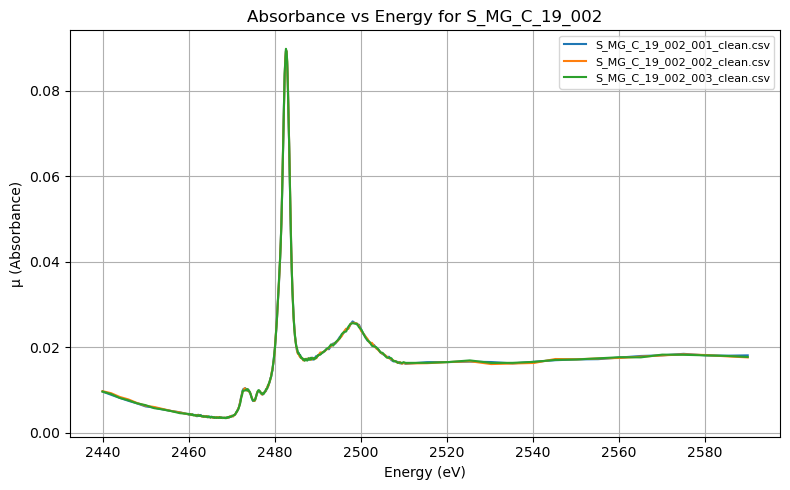 Absorbance vs Energy for S_MG_C_19_002
S_MG_C_19_002_001_clean.csv
S_MG_C_19_002_002_clean.csv
S_MG_C_19_002_003_clean.csv
μ (Absorbance)
0.08
0.06
0.04
0.02
0.00
2440 2460 2480 2500 2520 2540 2560 2580
Energy (eV)